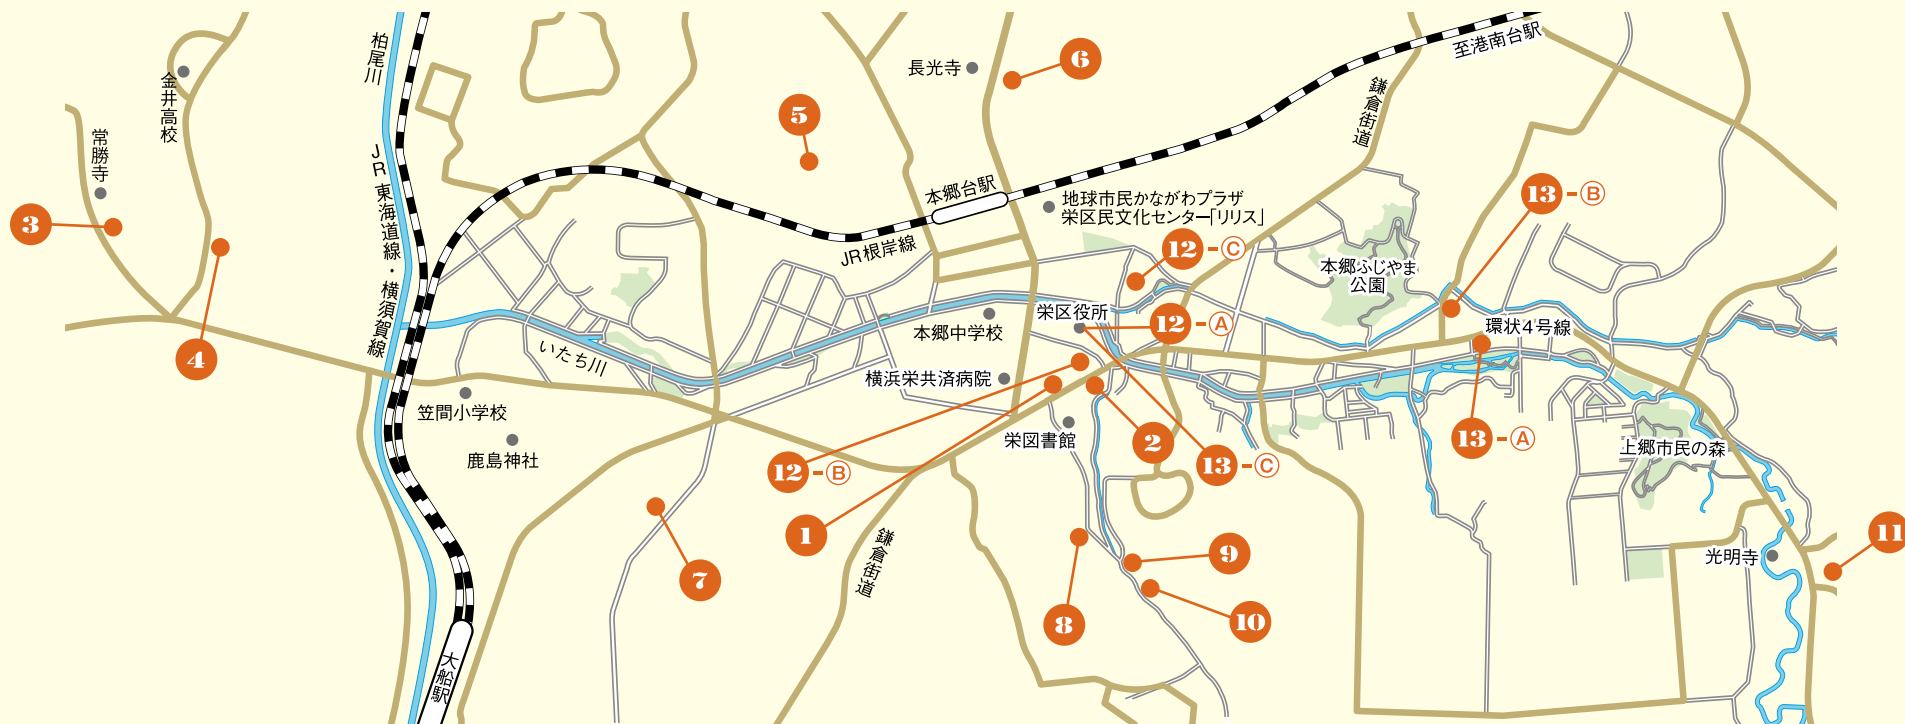 柏尾川
金井高校
常勝寺
JR東海道線・横須賀線
長光寺
6
5
至港南台駅
鎌倉街道
本郷台駅
地球市民かながわプラザ
栄区民文化センター「リリス」
JR根岸線
3
4
12-Ⓒ
13-Ⓑ
本郷ふじやま
公園
栄区役所
12-Ⓐ
環状4号線
本郷中学校
いたち川
横浜栄共済病院
笠間小学校
鹿島神社
栄図書館
2
12-Ⓑ
13-Ⓒ
13-Ⓐ
上郷市民の森
1
鎌倉街道
7
9
8
10
光明寺
11
大船駅